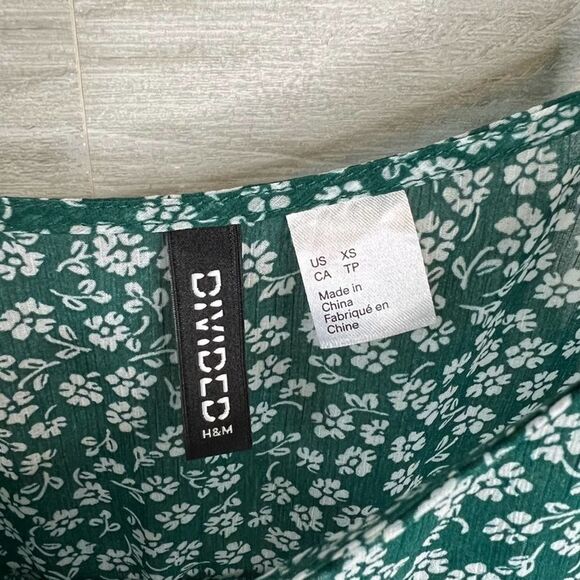 DIVIDED
H&M
US XS
CA TP
Made in
China
Fabriqué en
Chine